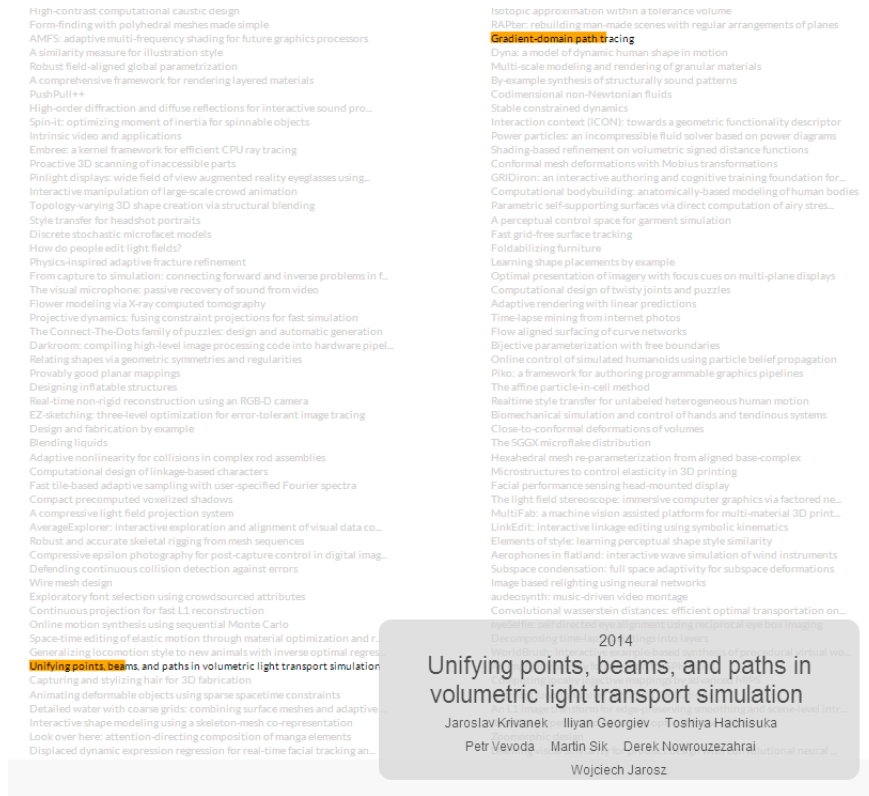 High-contrast computational caustic design
Form-finding with polyhedral meshes made simple
AMFS: adaptive multi-frequency shading for future graphics processors
A similarity measure for illustration style
Robust field-aligned global parametrization
A comprehensive framework for rendering layered materials
PushPull++
High-order diffraction and diffuse reflections for interactive sound pro...
Spin-it: optimizing moment of inertia for spinnable objects
Intrinsic video and applications
Embree: a kernel framework for efficient CPU ray tracing
Proactive 3D scanning of inaccessible parts
Pinlight displays: wide field of view augmented reality eyeglasses using...
Interactive manipulation of large-scale crowd animation
Topology-varying 3D shape creation via structural blending
Style transfer for headshot portraits
Discrete stochastic microfacet models
How do people edit light fields?
Physics-inspired adaptive fracture refinement
From capture to simulation: connecting forward and inverse problems in f...
The visual microphone: passive recovery of sound from video
Flower modeling via X-ray computed tomography
Projective dynamics: fusing constraint projections for fast simulation
The Connect-The-Dots family of puzzles: design and automatic generation
Darkroom: compiling high-level image processing code into hardware pipel...
Relating shapes via geometric symmetries and regularities
Provably good planar mappings
Designing inflatable structures
Real-time non-rigid reconstruction using an RGB-D camera
EZ-sketching: three-level optimization for error-tolerant image tracing
Design and fabrication by example
Blending liquids
Adaptive nonlinearity for collisions in complex rod assemblies
Computational design of linkage-based characters
Fast tile-based adaptive sampling with user-specified Fourier spectra
Compact precomputed voxelized shadows
A compressive light field projection system
AverageExplorer: interactive exploration and alignment of visual data co...
Robust and accurate skeletal rigging from mesh sequences
Compressive epsilon photography for post-capture control in digital imag...
Defending continuous collision detection against errors
Wire mesh design
Exploratory font selection using crowdsourced attributes
Continuous projection for fast L1 reconstruction
Online motion synthesis using sequential Monte Carlo
Space-time editing of elastic motion through material optimization and r...
Generalizing locomotion style to new animals with inverse optimal regres...
Unifying points, beams, and paths in volumetric light transport simulation
Capturing and stylizing hair for 3D fabrication
Animating deformable objects using sparse spacetime constraints
Detailed water with coarse grids: combining surface meshes and adaptive...
Interactive shape modeling using a skeleton-mesh co-representation
Look over here: attention-directing composition of manga elements
Displaced dynamic expression regression for real-time facial tracking an...
Isotopic approximation within a tolerance volume
RAPter: rebuilding man-made scenes with regular arrangements of planes
Gradient-domain path tracing
Dyna: a model of dynamic human shape in motion
Multi-scale modeling and rendering of granular materials
By-example synthesis of structurally sound patterns
Codimensional non-Newtonian fluids
Stable constrained dynamics
Interaction context (ICON): towards a geometric functionality descriptor
Power particles: an incompressible fluid solver based on power diagrams
Shading-based refinement on volumetric signed distance functions
Conformal mesh deformations with Mobius transformations
GRIDiron: an interactive authoring and cognitive training foundation for...
Computational bodybuilding: anatomically-based modeling of human bodies
Parametric self-supporting surfaces via direct computation of airy stres...
A perceptual control space for garment simulation
Fast grid-free surface tracking
Foldabilizing furniture
Learning shape placements by example
Optimal presentation of imagery with focus cues on multi-plane displays
Computational design of twisty joints and puzzles
Adaptive rendering with linear predictions
Time-lapse mining from internet photos
Flow aligned surfacing of curve networks
Bijective parameterization with free boundaries
Online control of simulated humanoids using particle belief propagation
Piko: a framework for authoring programmable graphics pipelines
The affine particle-in-cell method
Realtime style transfer for unlabeled heterogeneous human motion
Biomechanical simulation and control of hands and tendinous systems
Close-to-conformal deformations of volumes
The SGGX microflake distribution
Hexahedral mesh re-parameterization from aligned base-complex
Microstructures to control elasticity in 3D printing
Facial performance sensing head-mounted display
The light field stereoscope: immersive computer graphics via factored ne...
MultiFab: a machine vision assisted platform for multi-material 3D print...
LinkEdit: interactive linkage editing using symbolic kinematics
Elements of style: learning perceptual shape style similarity
Aerophones in flatland: interactive wave simulation of wind instruments
Subspace condensation: full space adaptivity for subspace deformations
Image based relighting using neural networks
audeosynth: music-driven video montage
Convolutional wasserstein distances: efficient optimal transportation on...
2014
Unifying points, beams, and paths in
volumetric light transport simulation
Jaroslav Krivanek Iliyan Georgiev Toshiya Hachisuka
Petr Vevoda Martin Sik Derek Nowrouzezahrai
Wojciech Jarosz